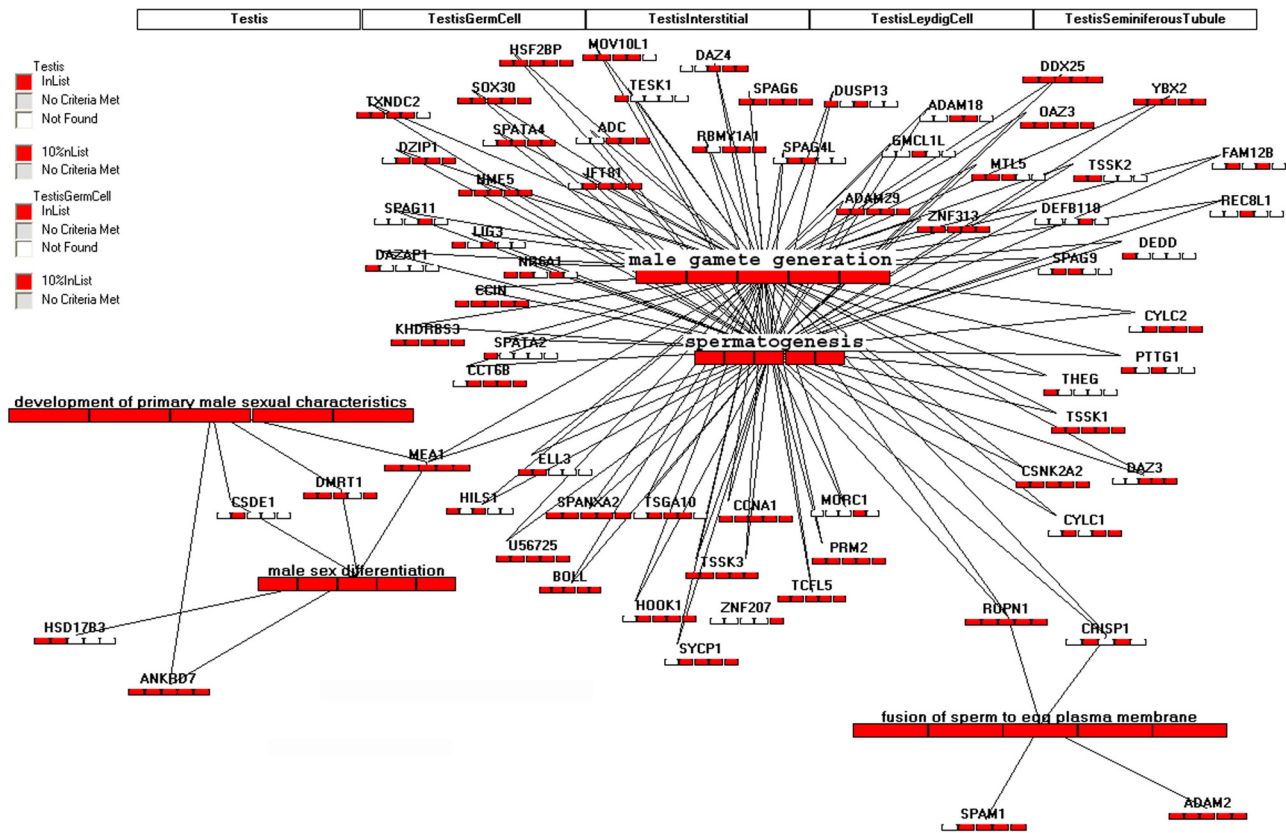 Testis TestisGermCell TestisInterstitial TestisLeydigCell TestisSeminiferousTubule
Testis
InList
No Criteria Met
Not Found
10%InList
No Criteria Met
TestisGermCell
InList
No Criteria Met
Not Found
10%InList
No Criteria Met
HSF2BP
MOV10L1
DAZ4
DDX25
TXNDC2
SOX30
TESK1
SPAG6
DUSP13
ADAM18
OAZ3
YBX2
DZIP1
SPATA4
ADC
RBMY1A1
SPAG4L
GMCL1L
MTL5
TSSK2
FAM12B
NME5
IFT81
ADAM29
ZNF313
DEFB118
REC8L1
SPAG11
LIG3
DEDD
DAZAP1
NR6A1
male gamete generation
SPAG9
CCIN
CYLC2
KHDRBS3
SPATA2
spermatogenesis
PTTG1
CCT6B
THEG
development of primary male sexual characteristics
TSSK1
MEA1
ELL3
CSNK2A2
DAZ3
DMRT1
CSDE1
HILS1
SPANXA2
TSGA10
CCNA1
MORC1
CYLC1
U56725
PRM2
male sex differentiation
BOLL
TSSK3
TCFL5
HSD17B3
HOOK1
ZNF207
ROPN1
CRISP1
SYCP1
ANKRD7
fusion of sperm to egg plasma membrane
SPAM1
ADAM2